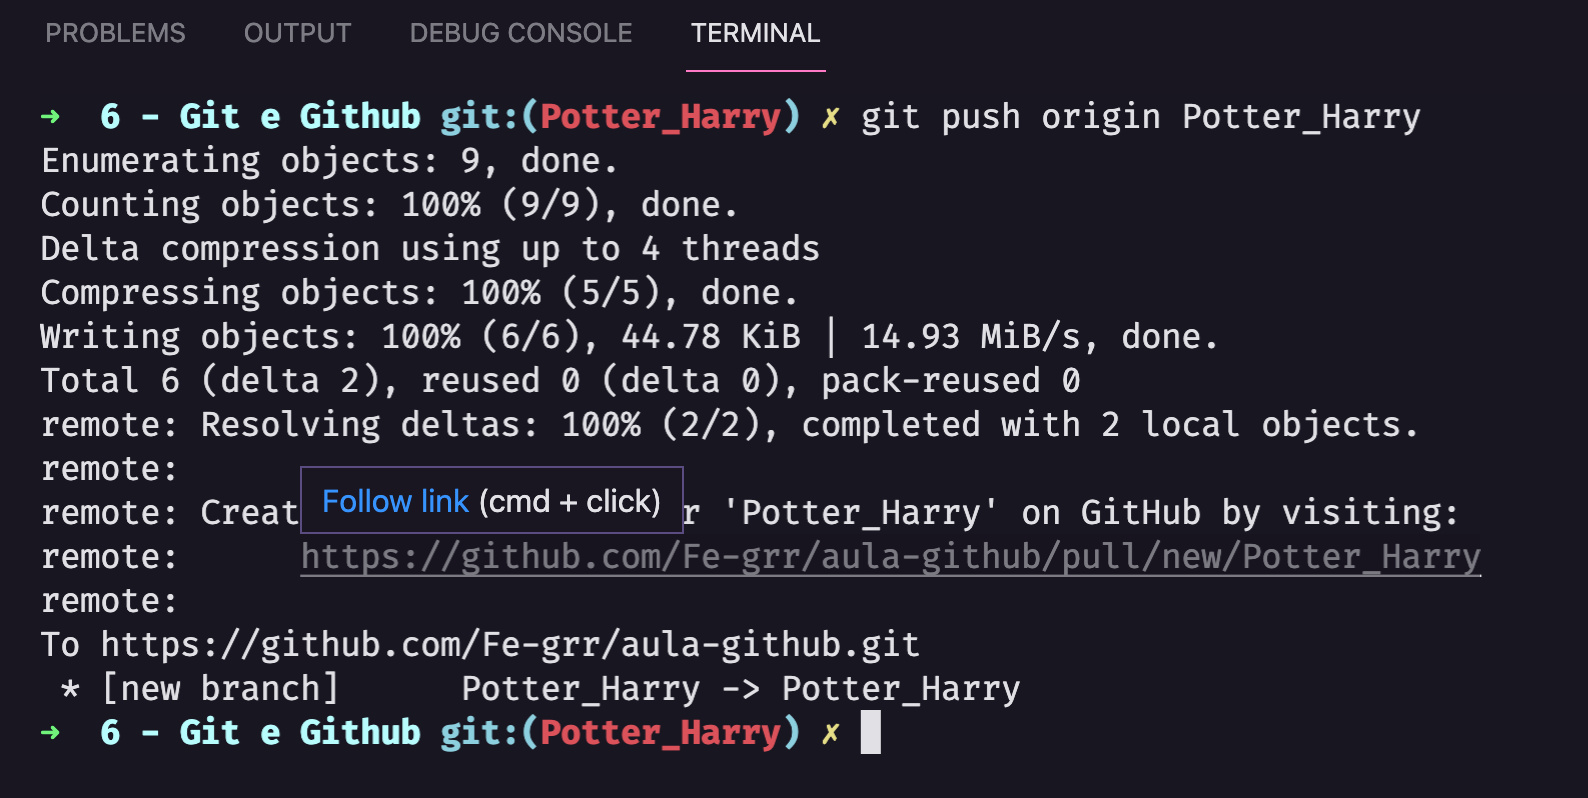 PROBLEMS OUTPUT DEBUG CONSOLE TERMINAL
➜ 6 - Git e Github git:(Potter_Harry) ✗ git push origin Potter_Harry
Enumerating objects: 9, done.
Counting objects: 100% (9/9), done.
Delta compression using up to 4 threads
Compressing objects: 100% (5/5), done.
Writing objects: 100% (6/6), 44.78 KiB | 14.93 MiB/s, done.
Total 6 (delta 2), reused 0 (delta 0), pack-reused 0
remote: Resolving deltas: 100% (2/2), completed with 2 local objects.
remote:
Follow link (cmd + click)
remote: Creat r 'Potter_Harry' on GitHub by visiting:
remote: https://github.com/Fe-grr/aula-github/pull/new/Potter_Harry
remote:
To https://github.com/Fe-grr/aula-github.git
* [new branch] Potter_Harry -> Potter_Harry
➜ 6 - Git e Github git:(Potter_Harry) ✗